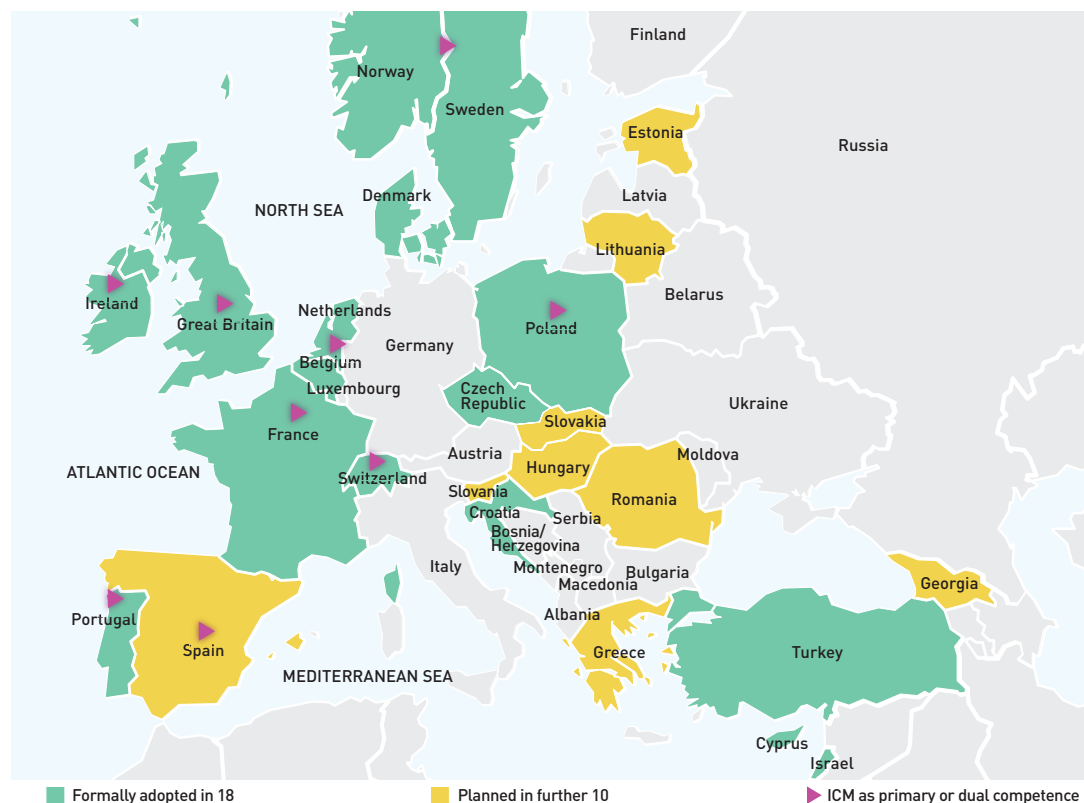 Finland
Norway
Sweden
Estonia
Russia
Denmark
Latvia
NORTH SEA
Lithuania
Belarus
Ireland
Netherlands
Great Britain
Poland
Germany
Belgium
Luxembourg
Czech
Republic
Ukraine
France
Slovakia
Austria
Moldova
ATLANTIC OCEAN
Hungary
Switzerland
Slovania
Romania
Croatia
Serbia
Bosnia/
Herzegovina
Italy
Montenegro
Bulgaria
Macedonia
Georgia
Albania
Portugal
Spain
Greece
Turkey
MEDITERRANEAN SEA
Cyprus
Israel
Formally adopted in 18
Planned in further 10
ICM as primary or dual competence